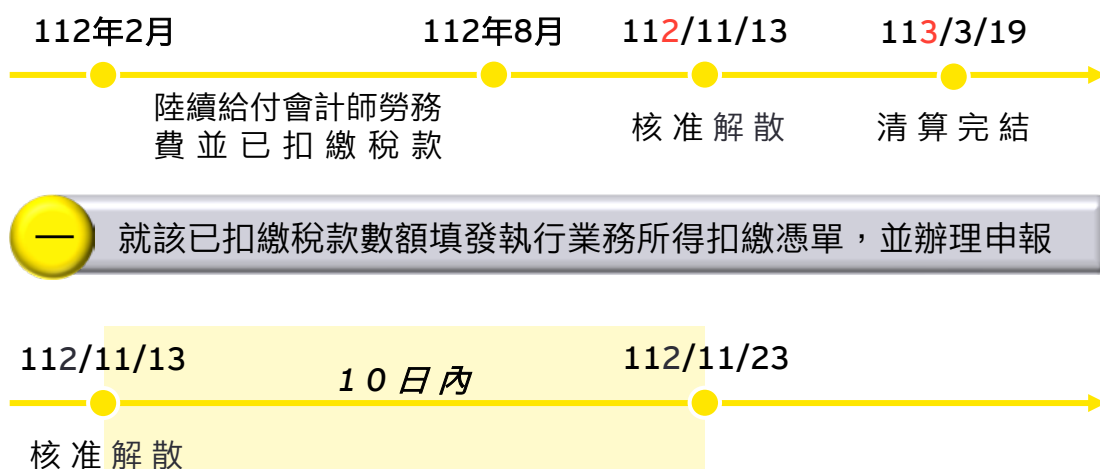 112年2月
112年8月
112/11/13
113/3/19
陸續給付會計師勞務
費並已扣繳稅款
核准解散
清算完結
一
就該已扣繳稅款數額填發執行業務所得扣繳憑單，並辦理申報
112/11/13
10日內
112/11/23
核准解散